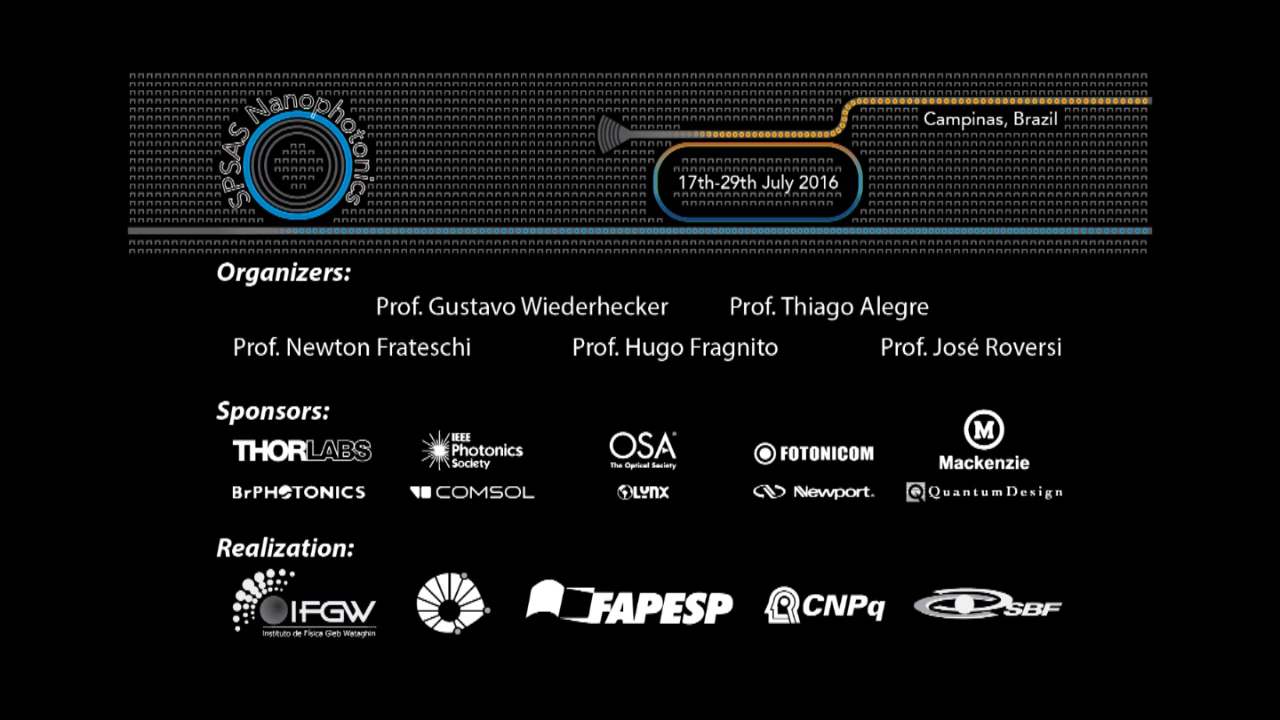 SPSAS Nanophotonics
Campinas, Brazil
17th-29th July 2016
Organizers:
Prof. Gustavo Wiederhecker Prof. Thiago Alegre
Prof. Newton Frateschi Prof. Hugo Fragnito Prof. José Roversi
Sponsors:
THORLABS IEEE Photonics Society OSA The Optical Society FOTONICOM M Mackenzie
BrPHOTONICS COMSOL LYNX Newport. QuantumDesign
Realization:
IFGW FAPESP CNPq SBF
Instituto de Física Gleb Wataghin